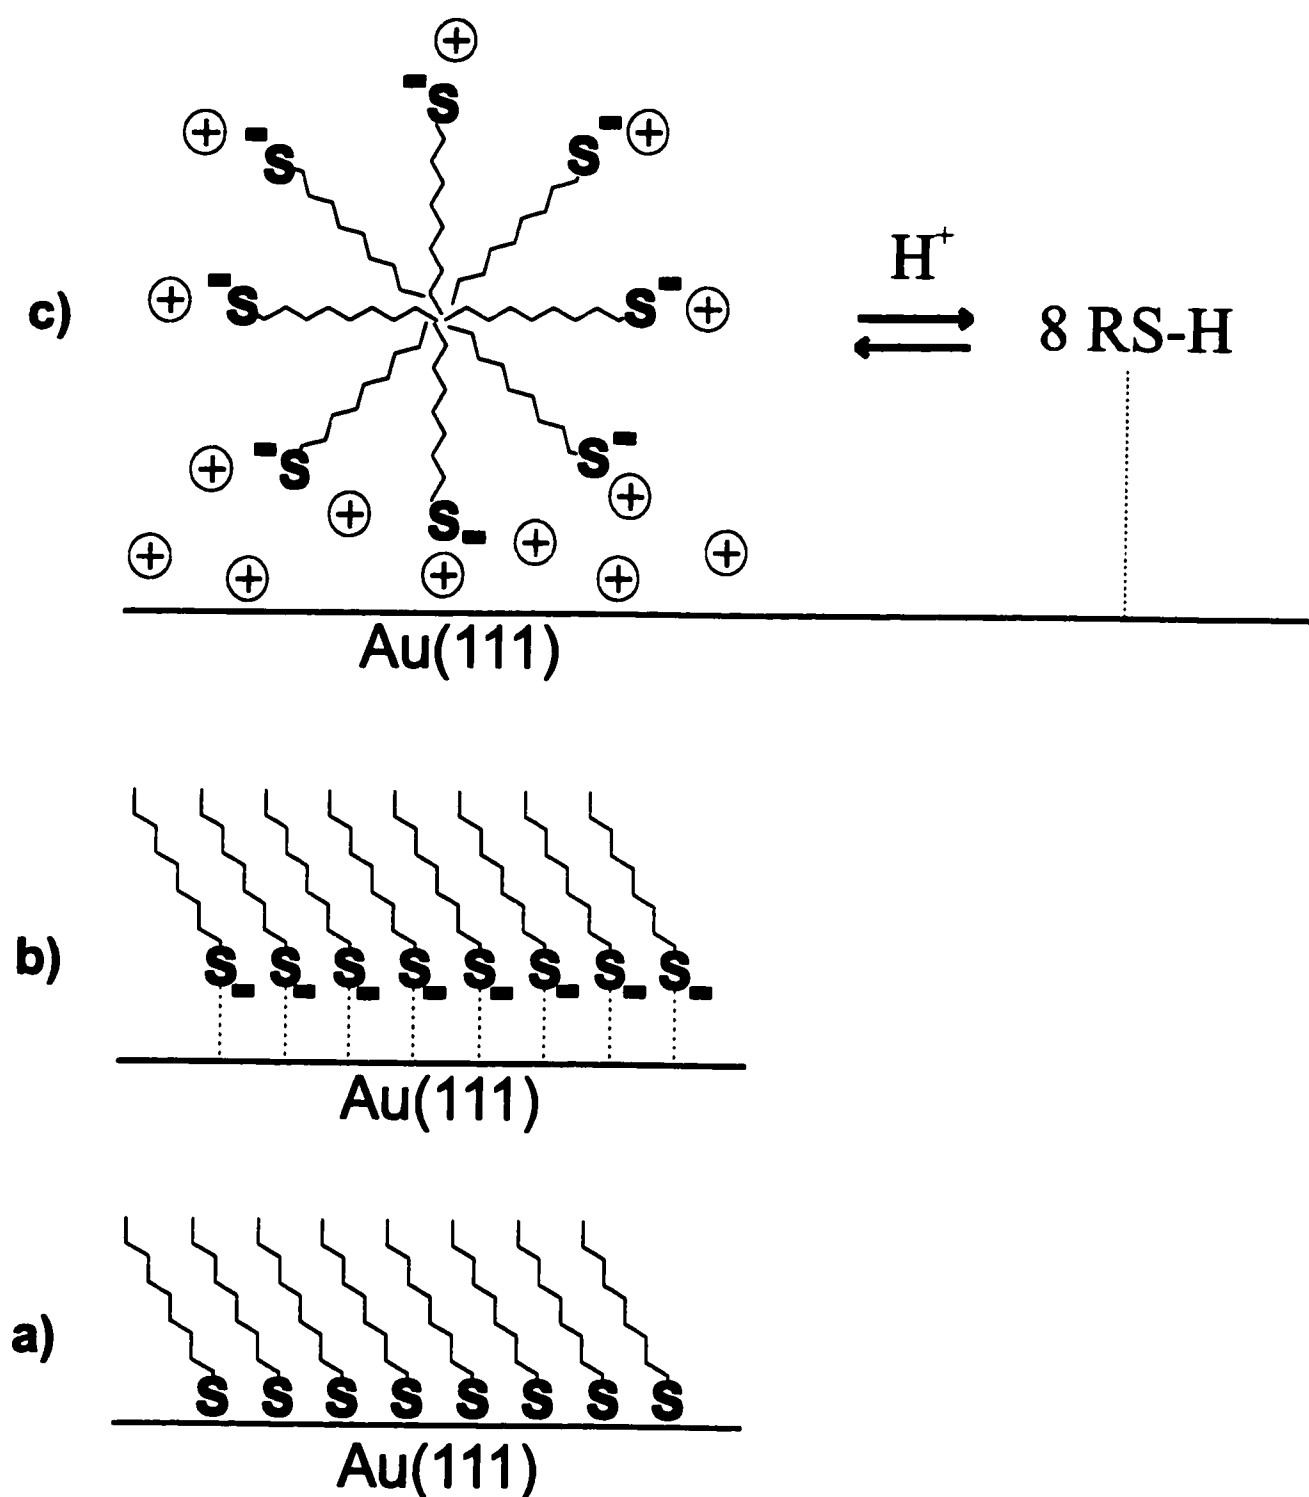 ⊕
-S ⊕
⊕ -S S- ⊕
c) ⊕ -S S- ⊕
H⁺
8 RS-H
⊕ -S S- ⊕
⊕ S- ⊕
⊕ ⊕ ⊕ ⊕ ⊕
Au(111)
b) S- S- S- S- S- S- S- S-
Au(111)
a) S S S S S S S S
Au(111)